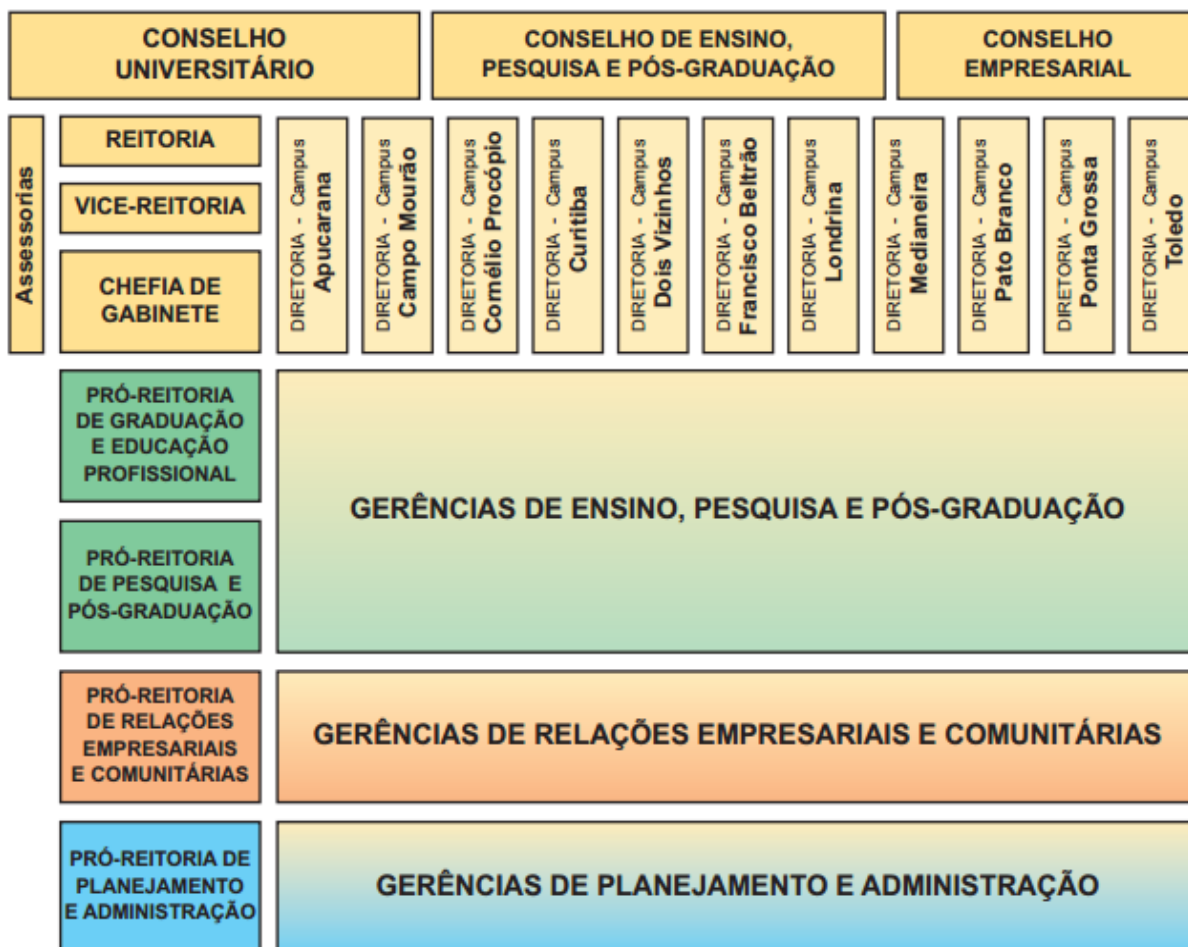 CONSELHO
UNIVERSITÁRIO
CONSELHO DE ENSINO,
PESQUISA E PÓS-GRADUAÇÃO
CONSELHO
EMPRESARIAL
Assessorias
REITORIA
VICE-REITORIA
CHEFIA DE
GABINETE
DIRETORIA - Campus
Apucarana
DIRETORIA - Campus
Campo Mourão
DIRETORIA - Campus
Cornélio Procópio
DIRETORIA - Campus
Curitiba
DIRETORIA - Campus
Dois Vizinhos
DIRETORIA - Campus
Francisco Beltrão
DIRETORIA - Campus
Londrina
DIRETORIA - Campus
Medianeira
DIRETORIA - Campus
Pato Branco
DIRETORIA - Campus
Ponta Grossa
DIRETORIA - Campus
Toledo
PRÓ-REITORIA
DE GRADUAÇÃO
E EDUCAÇÃO
PROFISSIONAL
PRÓ-REITORIA
DE PESQUISA E
PÓS-GRADUAÇÃO
GERÊNCIAS DE ENSINO, PESQUISA E PÓS-GRADUAÇÃO
PRÓ-REITORIA
DE RELAÇÕES
EMPRESARIAIS
E COMUNITÁRIAS
GERÊNCIAS DE RELAÇÕES EMPRESARIAIS E COMUNITÁRIAS
PRÓ-REITORIA DE
PLANEJAMENTO
E ADMINISTRAÇÃO
GERÊNCIAS DE PLANEJAMENTO E ADMINISTRAÇÃO